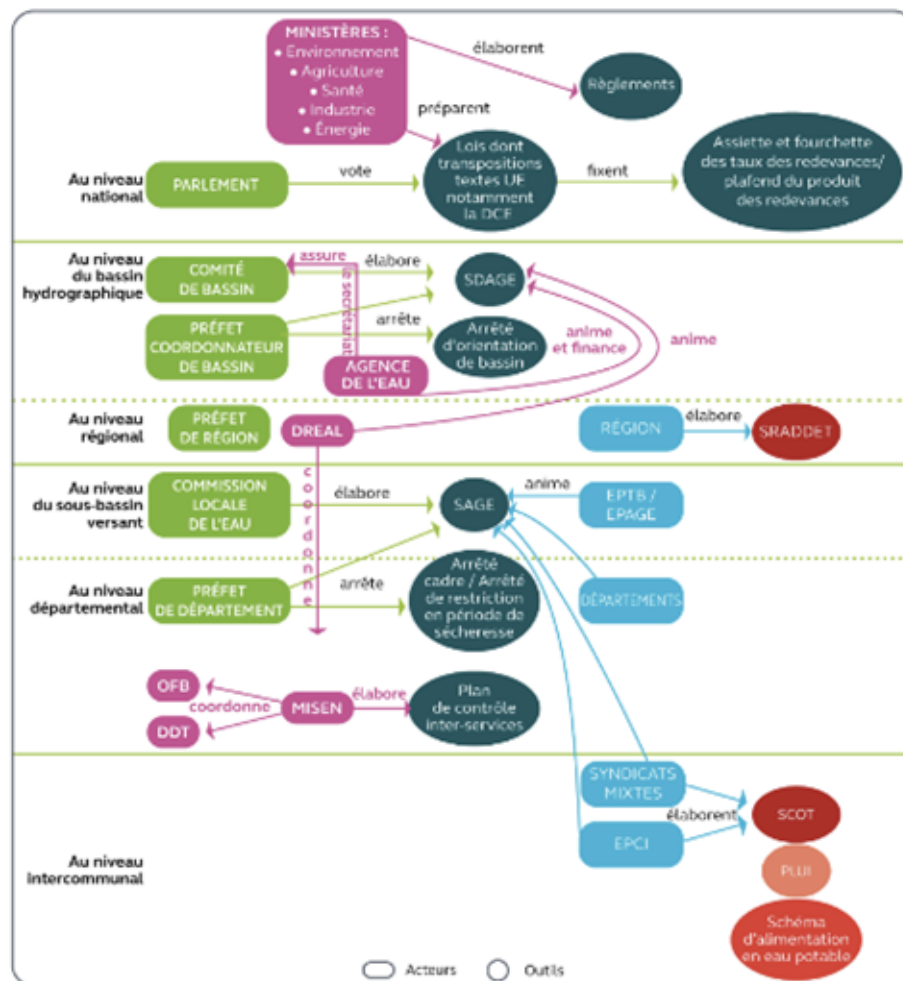 MINISTÈRES :
• Environnement
• Agriculture
• Santé
• Industrie
• Énergie
élaborent
Règlements
préparent
Au niveau
national
PARLEMENT
vote
Lois dont
transpositions
textes UE
notamment
la DCE
fixent
Assiette et fourchette
des taux des redevances/
plafond du produit
des redevances
Au niveau
du bassin
hydrographique
COMITÉ
DE BASSIN
assure
le secrétariat
élabore
SDAGE
PRÉFET
COORDONNATEUR
DE BASSIN
arrête
Arrêté
d'orientation
de bassin
anime
et finance
anime
AGENCE
DE L'EAU
Au niveau
régional
PRÉFET
DE RÉGION
DREAL
RÉGION
élabore
SRADDET
Au niveau
du sous-bassin
versant
COMMISSION
LOCALE
DE L'EAU
coordonne
élabore
SAGE
anime
EPTB /
EPAGE
Au niveau
départemental
PRÉFET
DE DÉPARTEMENT
arrête
Arrêté
cadre / Arrêté
de restriction
en période de
sécheresse
DÉPARTEMENTS
OFB
coordonne
DDT
MISEN
élabore
Plan
de contrôle
inter-services
Au niveau
intercommunal
SYNDICATS
MIXTES
élaborent
EPCI
SCOT
PLUI
Schéma
d'alimentation
en eau potable
Acteurs
Outils